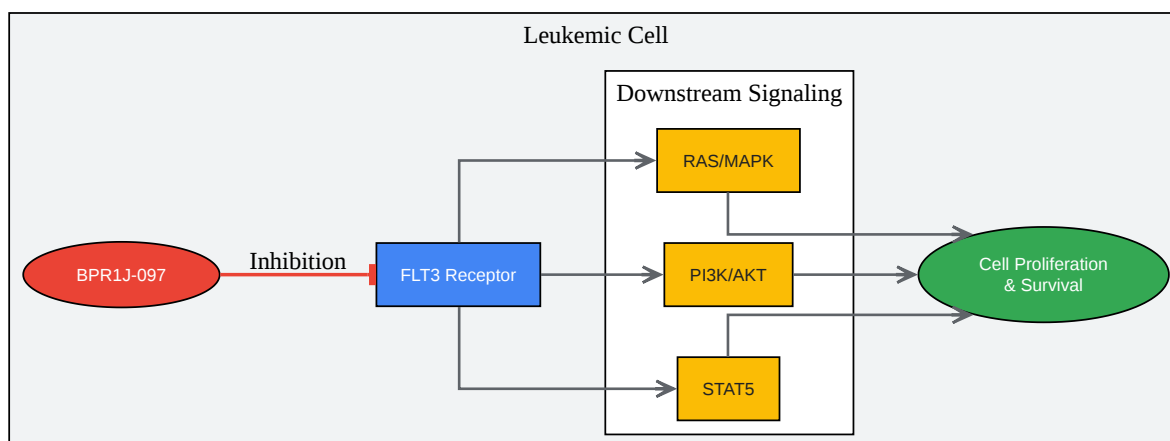 Leukemic Cell
Downstream Signaling
RAS/MAPK
BPR1J-097
Inhibition
FLT3 Receptor
PI3K/AKT
Cell Proliferation
& Survival
STAT5